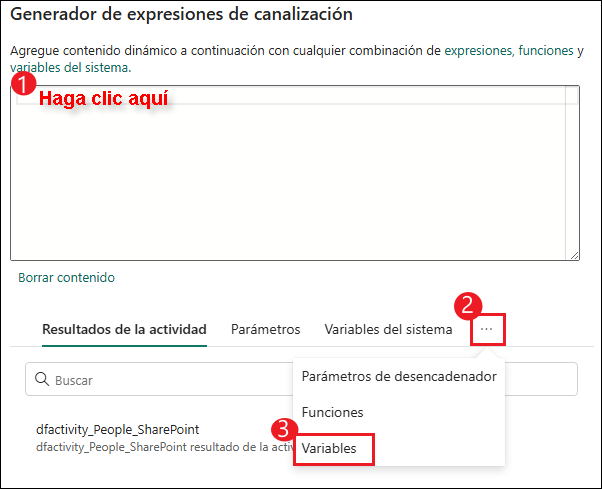 Generador de expresiones de canalización
Agregue contenido dinámico a continuación con cualquier combinación de expresiones, funciones y
variables del sistema.
1
Haga clic aquí
Borrar contenido
2
Resultados de la actividad Parámetros Variables del sistema ...
Buscar
Parámetros de desencadenador
Funciones
3
Variables
dfactivity_People_SharePoint
dfactivity_People_SharePoint resultado de la